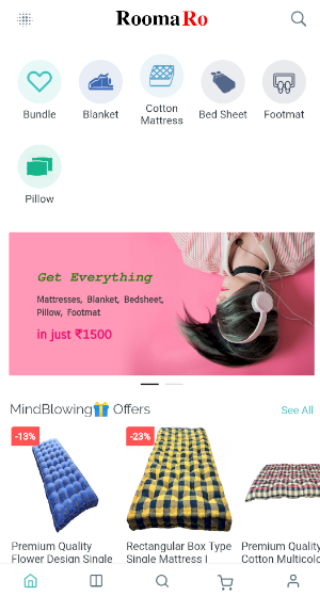 Rooma Ro
Bundle
Blanket
Cotton
Mattress
Bed Sheet
Footmat
Pillow
Get Everything
Mattresses, Blanket, Bedsheet,
Pillow, Footmat
in just ₹1500
MindBlowing🎁 Offers
See All
-13%
-23%
Premium Quality
Flower Design Single
Rectangular Box Type
Single Mattress |
Premium Quality
Cotton Multicolo